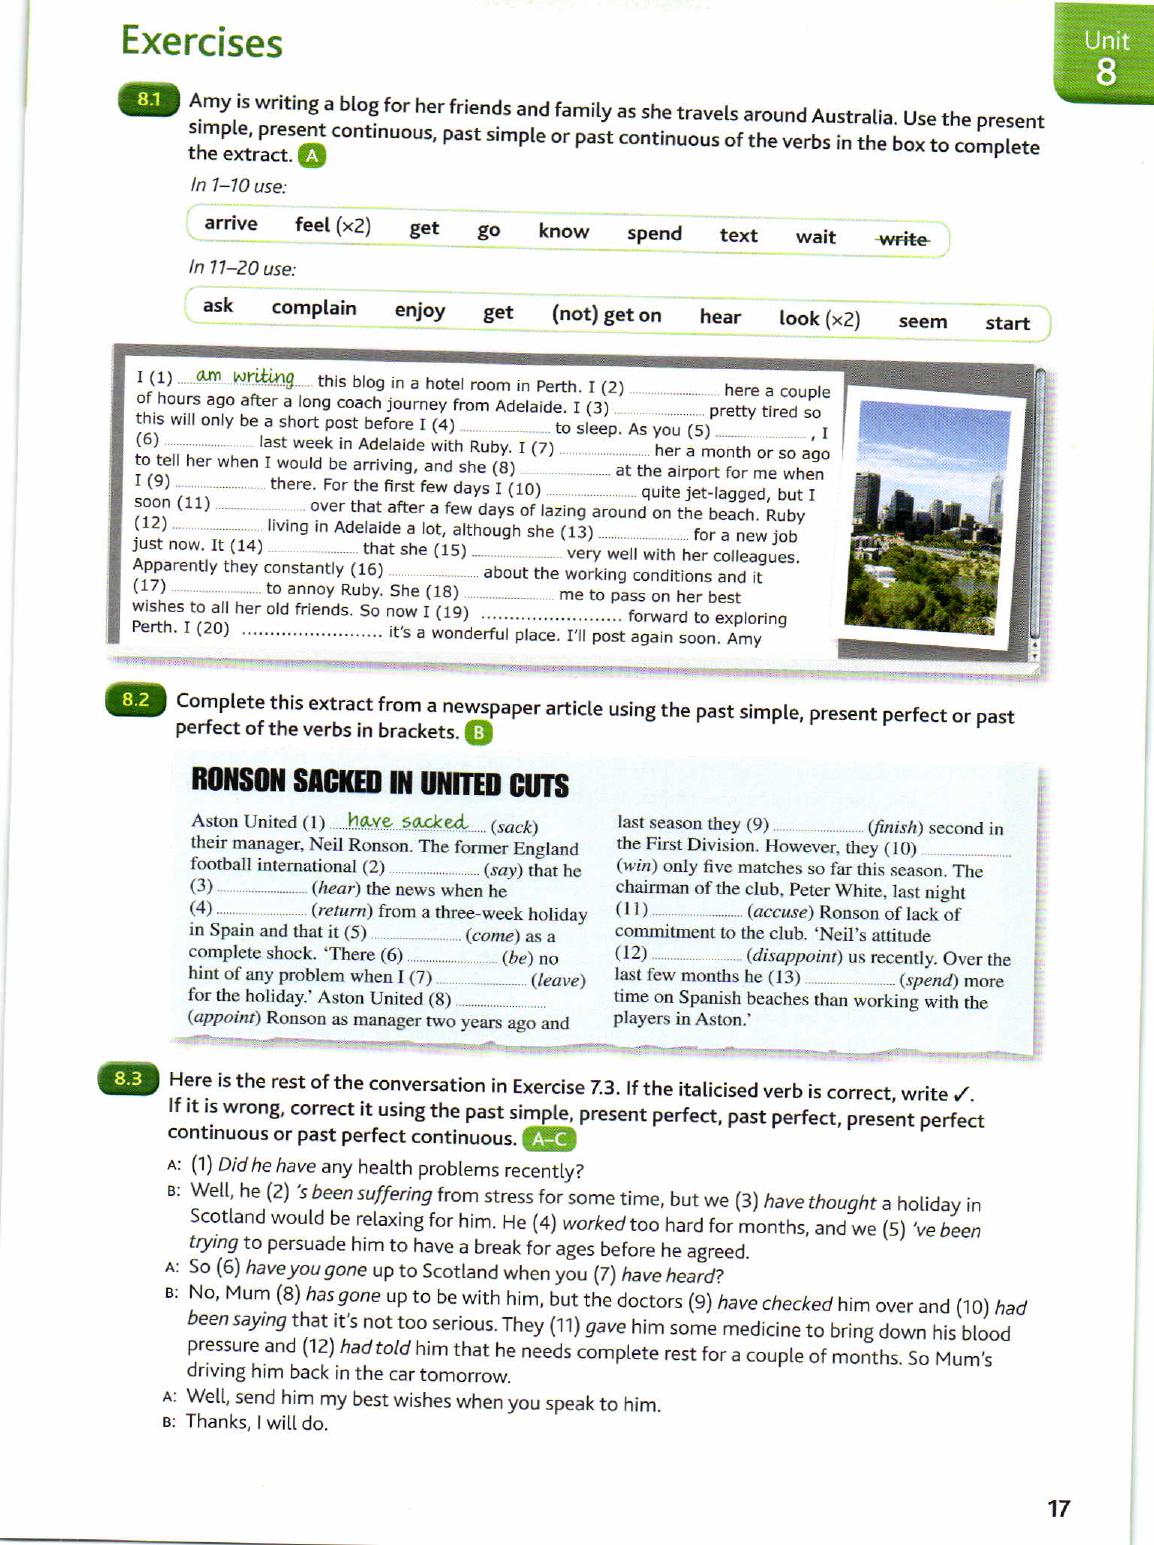 Exercises
Unit
8
8.1 Amy is writing a blog for her friends and family as she travels around Australia. Use the present
simple, present continuous, past simple or past continuous of the verbs in the box to complete
the extract. A
In 1–10 use:
arrive feel (×2) get go know spend text wait write
In 11–20 use:
ask complain enjoy get (not) get on hear look (×2) seem start
I (1) am writing this blog in a hotel room in Perth. I (2) ........................ here a couple
of hours ago after a long coach journey from Adelaide. I (3) ........................ pretty tired so
this will only be a short post before I (4) ........................ to sleep. As you (5) ........................ , I
(6) ........................ last week in Adelaide with Ruby. I (7) ........................ her a month or so ago
to tell her when I would be arriving, and she (8) ........................ at the airport for me when
I (9) ........................ there. For the first few days I (10) ........................ quite jet-lagged, but I
soon (11) ........................ over that after a few days of lazing around on the beach. Ruby
(12) ........................ living in Adelaide a lot, although she (13) ........................ for a new job
just now. It (14) ........................ that she (15) ........................ very well with her colleagues.
Apparently they constantly (16) ........................ about the working conditions and it
(17) ........................ to annoy Ruby. She (18) ........................ me to pass on her best
wishes to all her old friends. So now I (19) ........................ forward to exploring
Perth. I (20) ........................ it's a wonderful place. I'll post again soon. Amy
8.2 Complete this extract from a newspaper article using the past simple, present perfect or past
perfect of the verbs in brackets. B
RONSON SACKED IN UNITED CUTS
Aston United (1) have sacked (sack)
their manager, Neil Ronson. The former England
football international (2) ........................ (say) that he
(3) ........................ (hear) the news when he
(4) ........................ (return) from a three-week holiday
in Spain and that it (5) ........................ (come) as a
complete shock. ‘There (6) ........................ (be) no
hint of any problem when I (7) ........................ (leave)
for the holiday.’ Aston United (8) ........................
(appoint) Ronson as manager two years ago and
last season they (9) ........................ (finish) second in
the First Division. However, they (10) ........................
(win) only five matches so far this season. The
chairman of the club, Peter White, last night
(11) ........................ (accuse) Ronson of lack of
commitment to the club. ‘Neil’s attitude
(12) ........................ (disappoint) us recently. Over the
last few months he (13) ........................ (spend) more
time on Spanish beaches than working with the
players in Aston.’
8.3 Here is the rest of the conversation in Exercise 7.3. If the italicised verb is correct, write ✓.
If it is wrong, correct it using the past simple, present perfect, past perfect, present perfect
continuous or past perfect continuous. A–C
A: (1) Did he have any health problems recently?
B: Well, he (2) 's been suffering from stress for some time, but we (3) have thought a holiday in
Scotland would be relaxing for him. He (4) worked too hard for months, and we (5) 've been
trying to persuade him to have a break for ages before he agreed.
A: So (6) have you gone up to Scotland when you (7) have heard?
B: No, Mum (8) has gone up to be with him, but the doctors (9) have checked him over and (10) had
been saying that it's not too serious. They (11) gave him some medicine to bring down his blood
pressure and (12) had told him that he needs complete rest for a couple of months. So Mum's
driving him back in the car tomorrow.
A: Well, send him my best wishes when you speak to him.
B: Thanks, I will do.
17